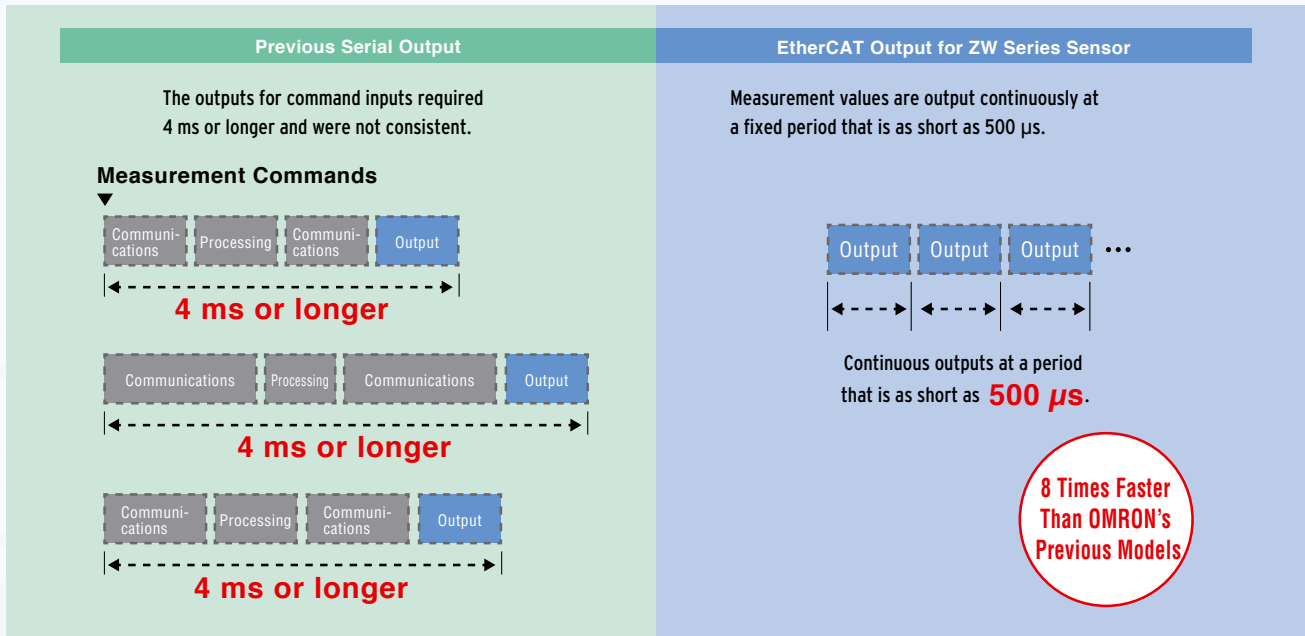 Previous Serial Output
The outputs for command inputs required
4 ms or longer and were not consistent.
Measurement Commands
Communi-
cations
Processing
Communi-
cations
Output
4 ms or longer
Communications
Processing
Communications
Output
4 ms or longer
Communi-
cations
Processing
Communi-
cations
Output
4 ms or longer
EtherCAT Output for ZW Series Sensor
Measurement values are output continuously at
a fixed period that is as short as 500 µs.
Output
Output
Output
•••
Continuous outputs at a period
that is as short as 500 µs.
8 Times Faster
Than OMRON's
Previous Models